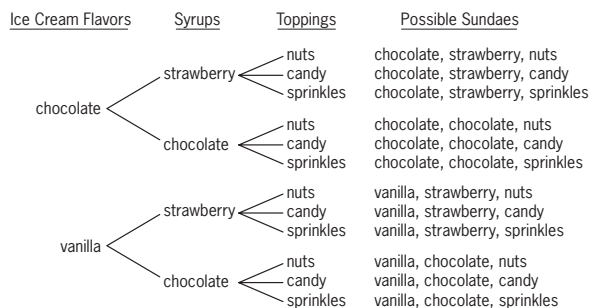 Ice Cream Flavors Syrups Toppings Possible Sundaes
nuts chocolate, strawberry, nuts
strawberry candy chocolate, strawberry, candy
sprinkles chocolate, strawberry, sprinkles
chocolate
nuts chocolate, chocolate, nuts
chocolate candy chocolate, chocolate, candy
sprinkles chocolate, chocolate, sprinkles
nuts vanilla, strawberry, nuts
strawberry candy vanilla, strawberry, candy
sprinkles vanilla, strawberry, sprinkles
vanilla
nuts vanilla, chocolate, nuts
chocolate candy vanilla, chocolate, candy
sprinkles vanilla, chocolate, sprinkles